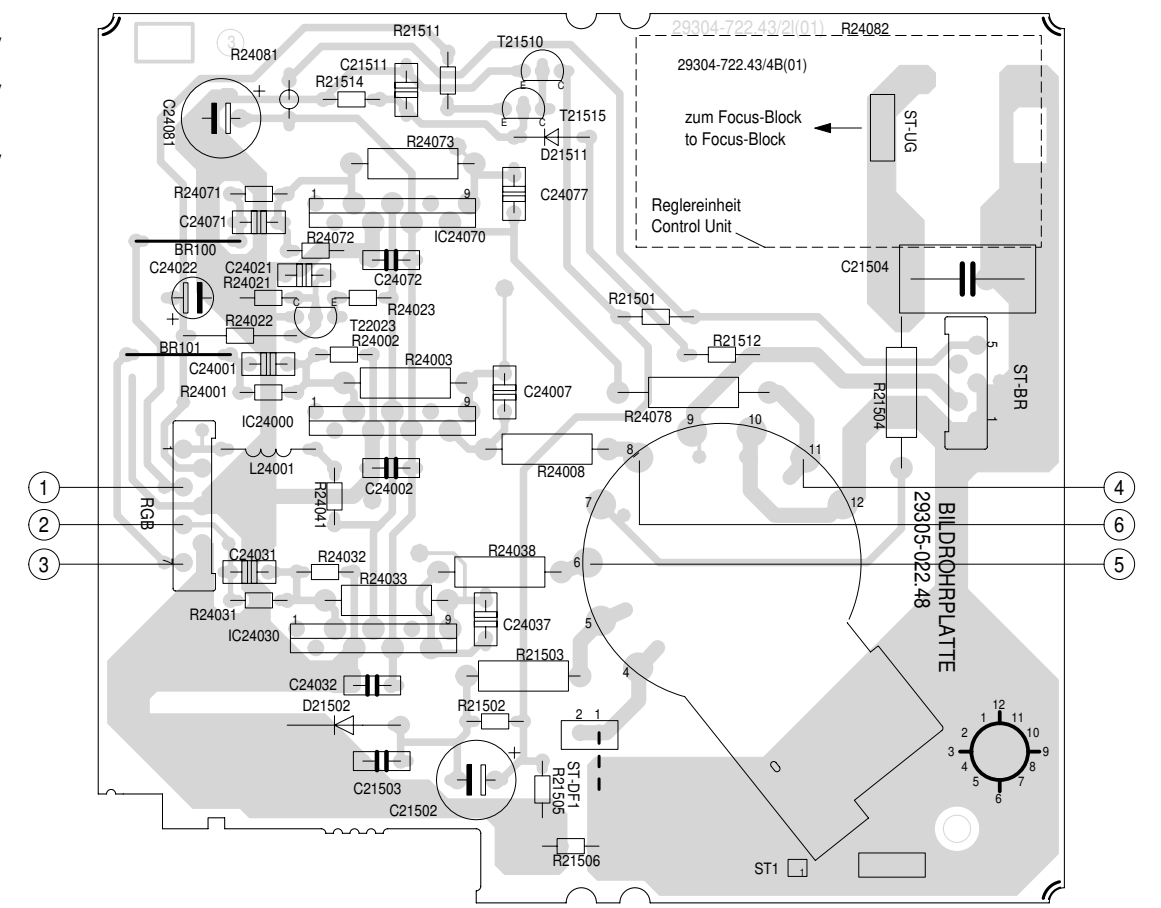 29304-722.43/2I(01)
R24082
3
R21511
T21510
R24081
C21511
R21514
29304-722.43/4B(01)
+
E
C
E
C
C24081
T21515
zum Focus-Block
to Focus-Block
ST-UG
R24073
D21511
R24071
1
9
C24077
C24071
IC24070
Reglereinheit
Control Unit
R24072
BR100
C24022
C24021
C24072
C21504
R24021
C
E
R24023
R21501
+
R24022
T22023
BR101
R24002
R21512
5
C24001
R24003
ST-BR
R24001
C24007
R21504
9
1
IC24000
R24078
9
10
8
11
L24001
R24008
C24002
1
1
4
R24041
7
12
RGB
2
6
BILDROHRPLATTE
29305-022.48
3
7
C24031
R24032
R24038
6
5
R24033
R24031
1
9
C24037
5
IC24030
R21503
4
C24032
D21502
R21502
2 1
12
1
11
2
10
3
9
4
8
5
7
6
+
C21503
ST-DF1
R21505
C21502
R21506
ST1
1